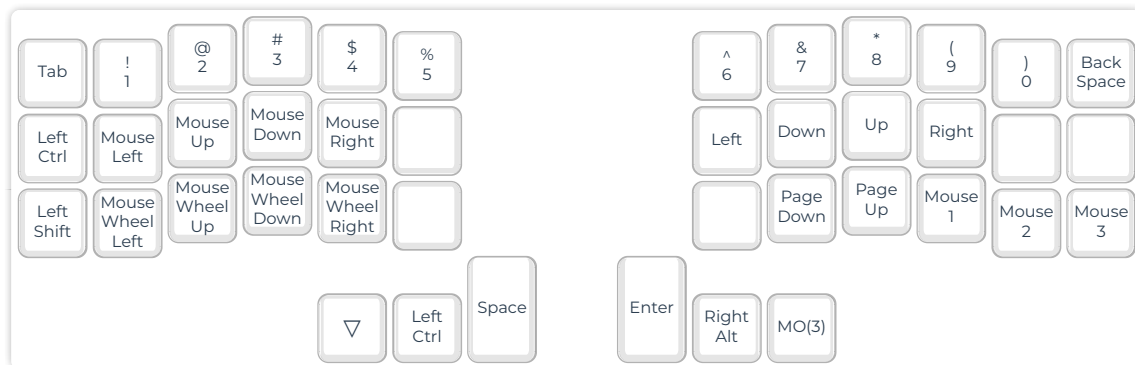 Tab
!
1
@
2
#
3
$
4
%
5
^
6
&
7
*
8
(
9
)
0
Back
Space
Left
Ctrl
Mouse
Left
Mouse
Up
Mouse
Down
Mouse
Right
Left
Down
Up
Right
Left
Shift
Mouse
Wheel
Left
Mouse
Wheel
Up
Mouse
Wheel
Down
Mouse
Wheel
Right
Page
Down
Page
Up
Mouse
1
Mouse
2
Mouse
3
▽
Left
Ctrl
Space
Enter
Right
Alt
MO(3)